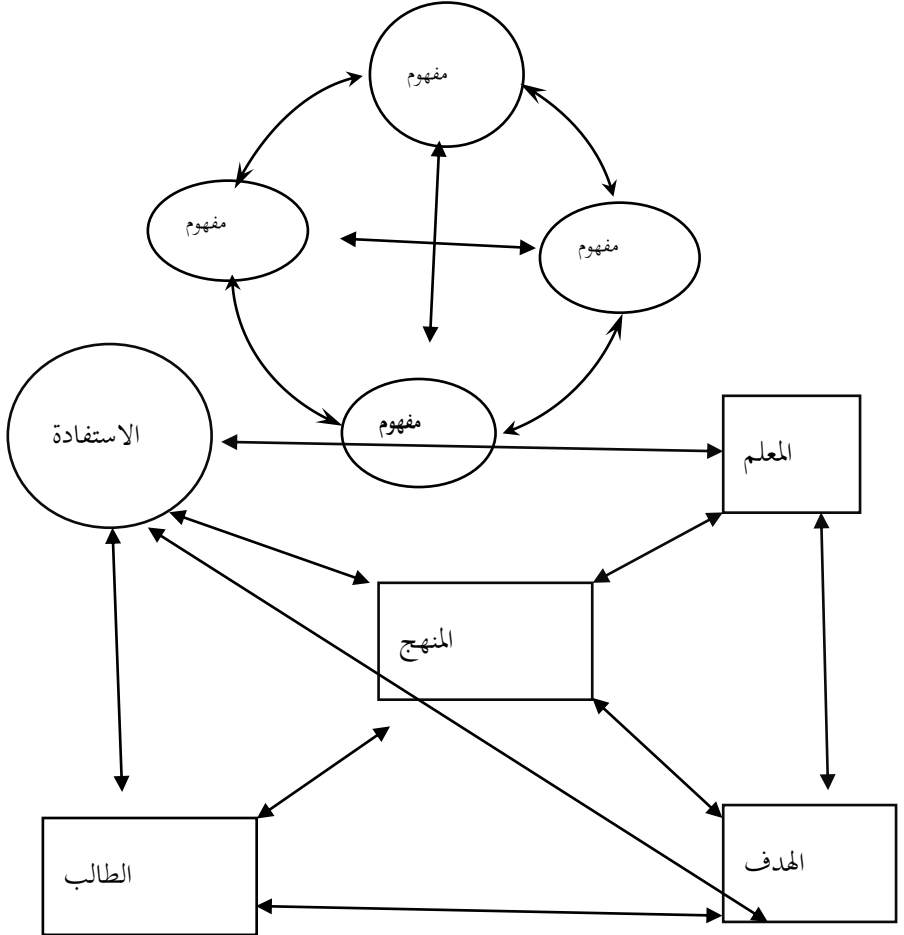 مفهوم
مفهوم
مفهوم
مفهوم
الاستفادة
المعلم
المنهج
الهدف
الطالب